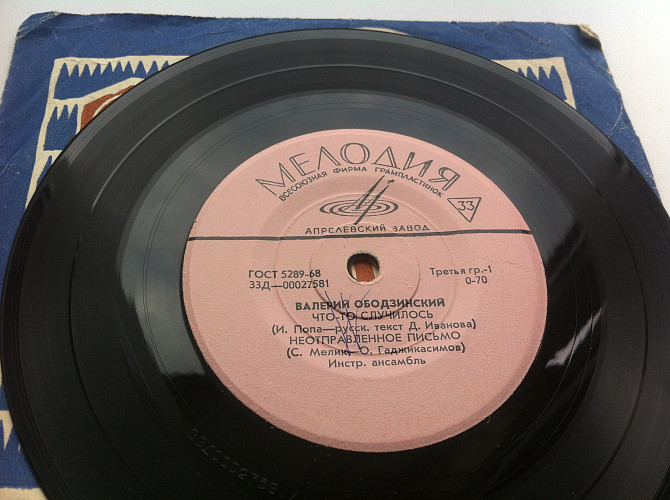 МЕЛОДИЯ
ВСЕСОЮЗНАЯ ФИРМА ГРАМПЛАСТИНОК
33
АПРЕЛЕВСКИЙ ЗАВОД
ГОСТ 5289-68
Третья гр.-1
33Д—00027581
0-70
ВАЛЕРИЙ ОБОДЗИНСКИЙ
ЧТО-ТО СЛУЧИЛОСЬ
(И. Попа—русск. текст Д. Иванова)
НЕОТПРАВЛЕННОЕ ПИСЬМО
(С. Мелик, О. Гаджикасимов)
Инстр. ансамбль